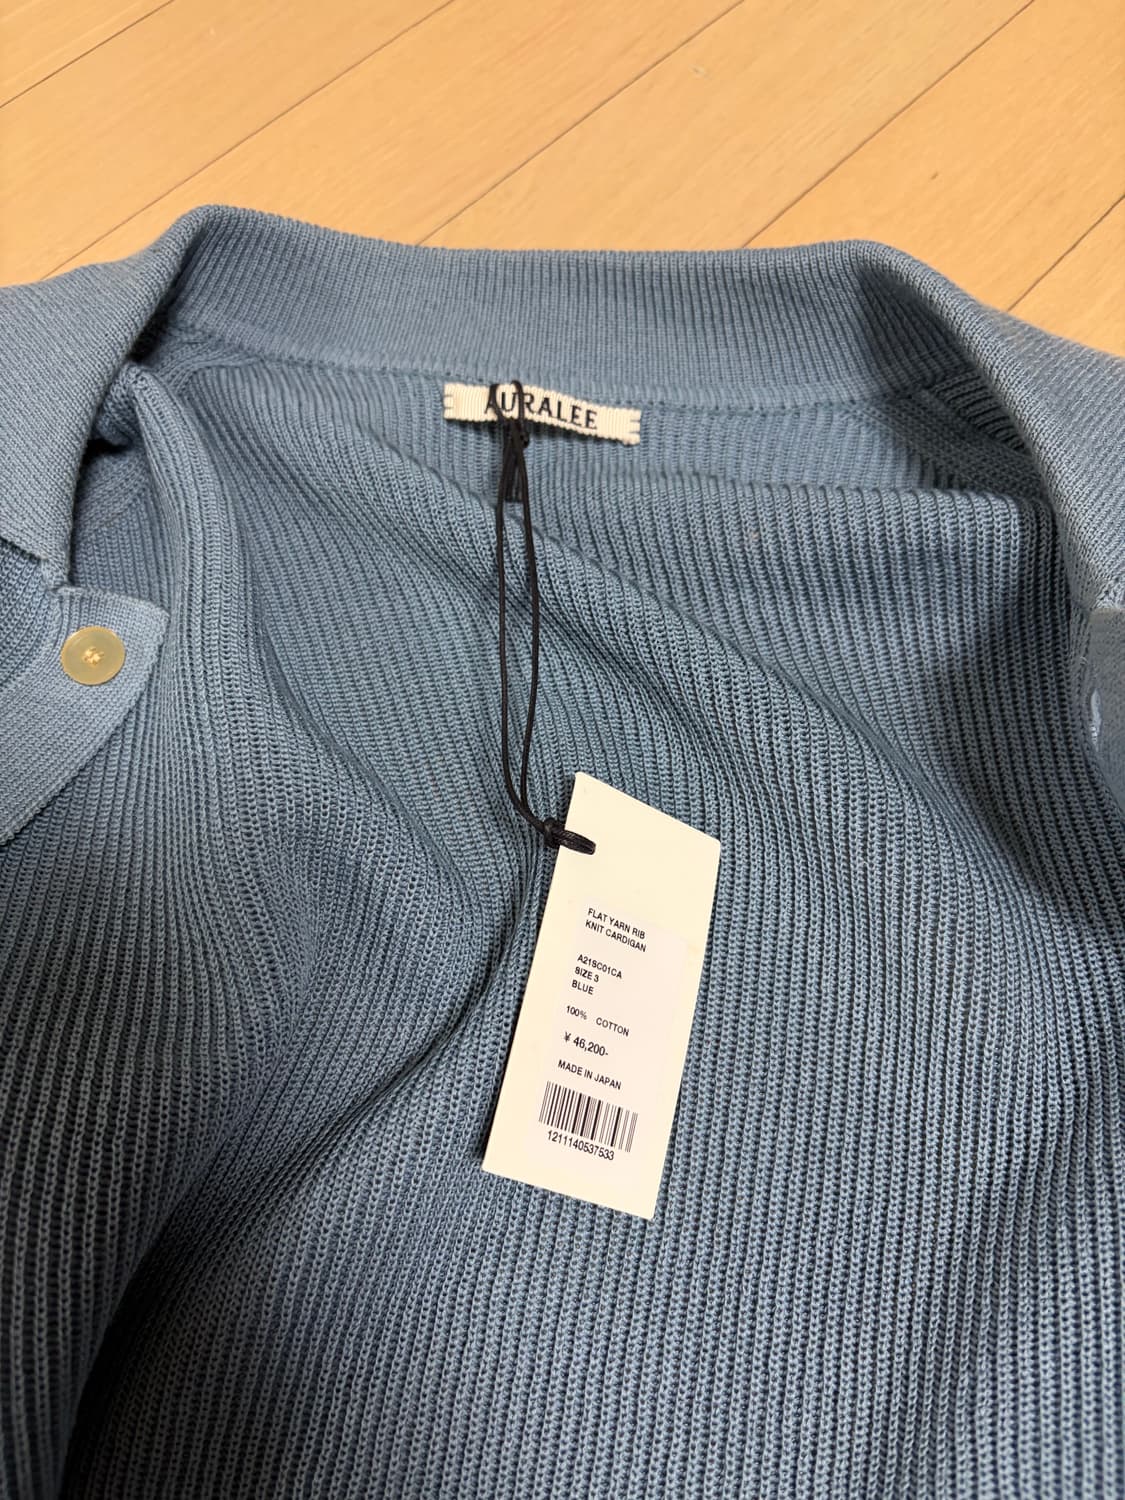 AURALEE
FLAT YARN RIB
KNIT CARDIGAN
A21SC01CA
SIZE 3
BLUE
100% COTTON
¥ 46,200-
MADE IN JAPAN
1211140537533